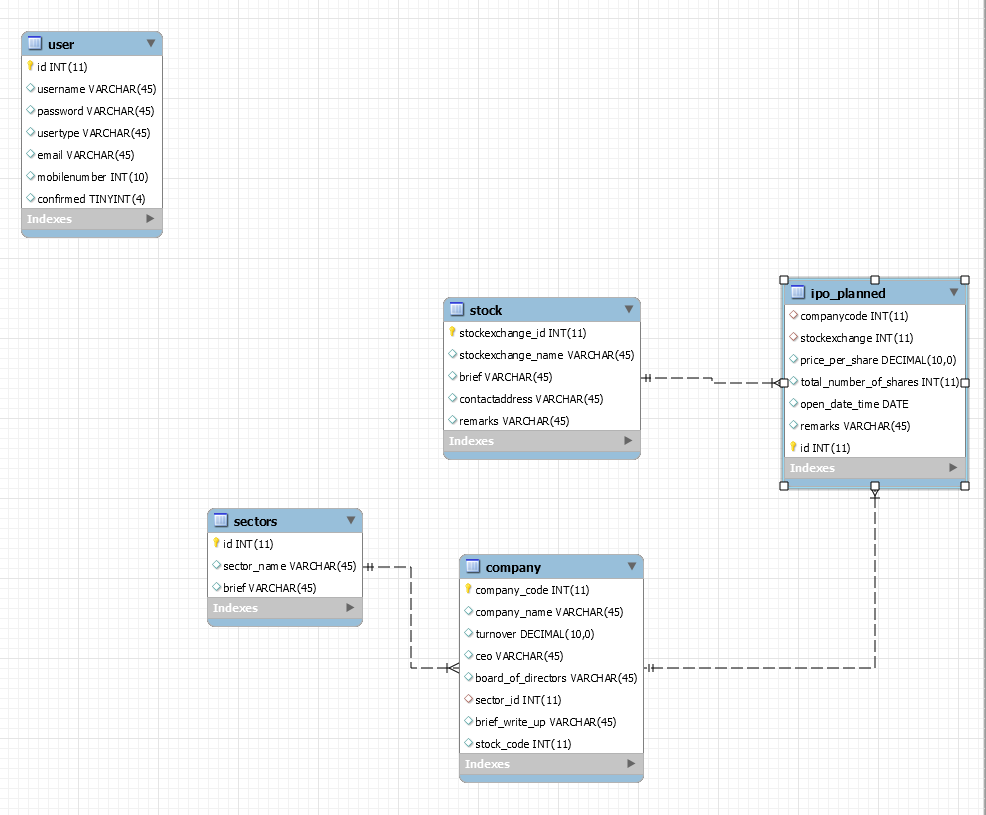 user
id INT(11)
username VARCHAR(45)
password VARCHAR(45)
usertype VARCHAR(45)
email VARCHAR(45)
mobilenumber INT(10)
confirmed TINYINT(4)
Indexes
stock
stockexchange_id INT(11)
stockexchange_name VARCHAR(45)
brief VARCHAR(45)
contactaddress VARCHAR(45)
remarks VARCHAR(45)
Indexes
ipo_planned
companycode INT(11)
stockexchange INT(11)
price_per_share DECIMAL(10,0)
total_number_of_shares INT(11)
open_date_time DATE
remarks VARCHAR(45)
id INT(11)
Indexes
sectors
id INT(11)
sector_name VARCHAR(45)
brief VARCHAR(45)
Indexes
company
company_code INT(11)
company_name VARCHAR(45)
turnover DECIMAL(10,0)
ceo VARCHAR(45)
board_of_directors VARCHAR(45)
sector_id INT(11)
brief_write_up VARCHAR(45)
stock_code INT(11)
Indexes